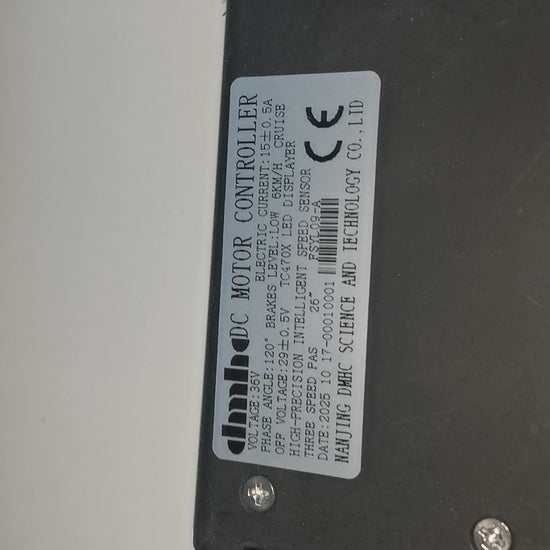 dmhc DC MOTOR CONTROLLER
VOLTAGE:36V ELECTRIC CURRENT:15±0.5A
PHASE ANGLE:120° BRAKES LEVEL:LOW 6KM/H CRUISE
OFF VOLTAGE:29±0.5V TC470X LED DISPLAYER
HIGH-PRECISION INTELLIGENT SPEED SENSOR
THREE SPEED PAS 26″ FSYL09-A
DATE:2025 10 17-00010001
NANJING DMHC SCIENCE AND TECHNOLOGY CO.,LTD
CE